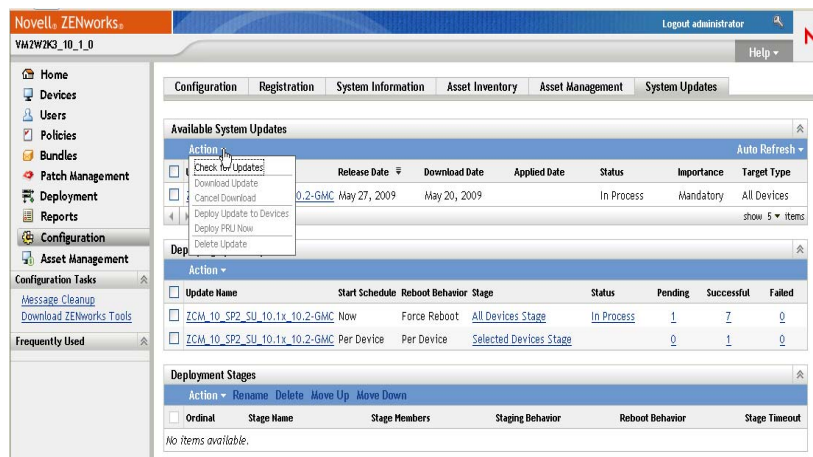 Novell® ZENworks®
Logout administrator
VM2W2K3_10_1_0
Help
Home
Devices
Users
Policies
Bundles
Patch Management
Deployment
Reports
Configuration
Asset Management
Configuration Tasks
Message Cleanup
Download ZENworks Tools
Frequently Used
Configuration Registration System Information Asset Inventory Asset Management System Updates
Available System Updates
Action Auto Refresh
Release Date Download Date Applied Date Status Importance Target Type
0.2-GMC May 27, 2009 May 20, 2009 In Process Mandatory All Devices
show 5 items
Check for Updates
Download Update
Cancel Download
Deploy Update to Devices
Deploy PRU Now
Delete Update
Action
Update Name Start Schedule Reboot Behavior Stage Status Pending Successful Failed
ZCM_10_SP2_SU_10.1x_10.2-GMC Now Force Reboot All Devices Stage In Process 1 7 0
ZCM_10_SP2_SU_10.1x_10.2-GMC Per Device Per Device Selected Devices Stage 0 1 0
Deployment Stages
Action Rename Delete Move Up Move Down
Ordinal Stage Name Stage Members Staging Behavior Reboot Behavior Stage Timeout
No items available.